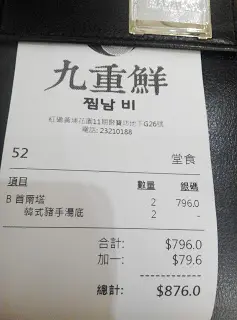 九重鮮
찜남비
紅磡黃埔花園11期廚寶坊地下G26號
電話: 23210188
52 堂食
項目 數量 銀碼
B 首爾塔 2 796.0
韓式豬手湯底 2 -
合計: $796.0
加一: $79.6
總計: $876.0